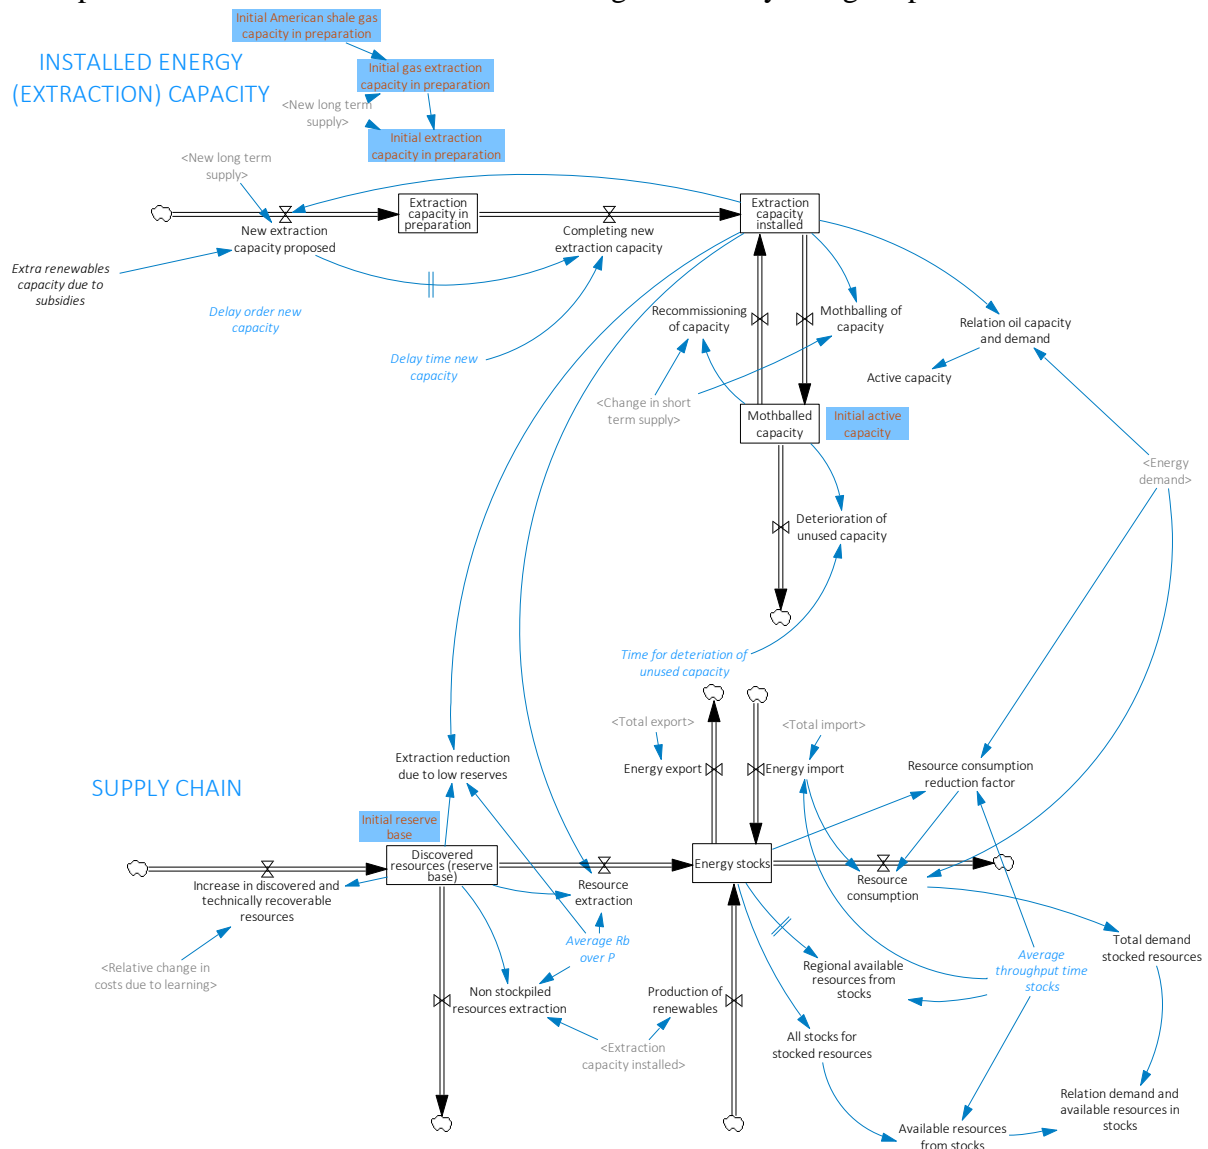 Initial American shale gas
capacity in preparation
INSTALLED ENERGY
(EXTRACTION) CAPACITY
Initial gas extraction
capacity in preparation
<New long term
supply>
Initial extraction
capacity in preparation
<New long term
supply>
Extraction
capacity in
preparation
Extraction
capacity
installed
New extraction
capacity proposed
Completing new
extraction capacity
Extra renewables
capacity due to
subsidies
Delay order new
capacity
Recommissioning
of capacity
Mothballing of
capacity
Relation oil capacity
and demand
Delay time new
capacity
Active capacity
<Change in short
term supply>
Mothballed
capacity
Initial active
capacity
<Energy
demand>
Deterioration of
unused capacity
Time for deteriation of
unused capacity
<Total export>
<Total import>
Extraction reduction
due to low reserves
Energy export
Energy import
Resource consumption
reduction factor
SUPPLY CHAIN
Initial reserve
base
Discovered
resources (reserve
base)
Energy stocks
Increase in discovered and
technically recoverable
resources
Resource
extraction
Resource
consumption
Average Rb
over P
Total demand
stocked resources
<Relative change in
costs due to learning>
Regional available
resources from
stocks
Average
throughput time
stocks
Non stockpiled
resources extraction
Production of
renewables
<Extraction
capacity installed>
All stocks for
stocked resources
Relation demand and
available resources in
stocks
Available resources
from stocks